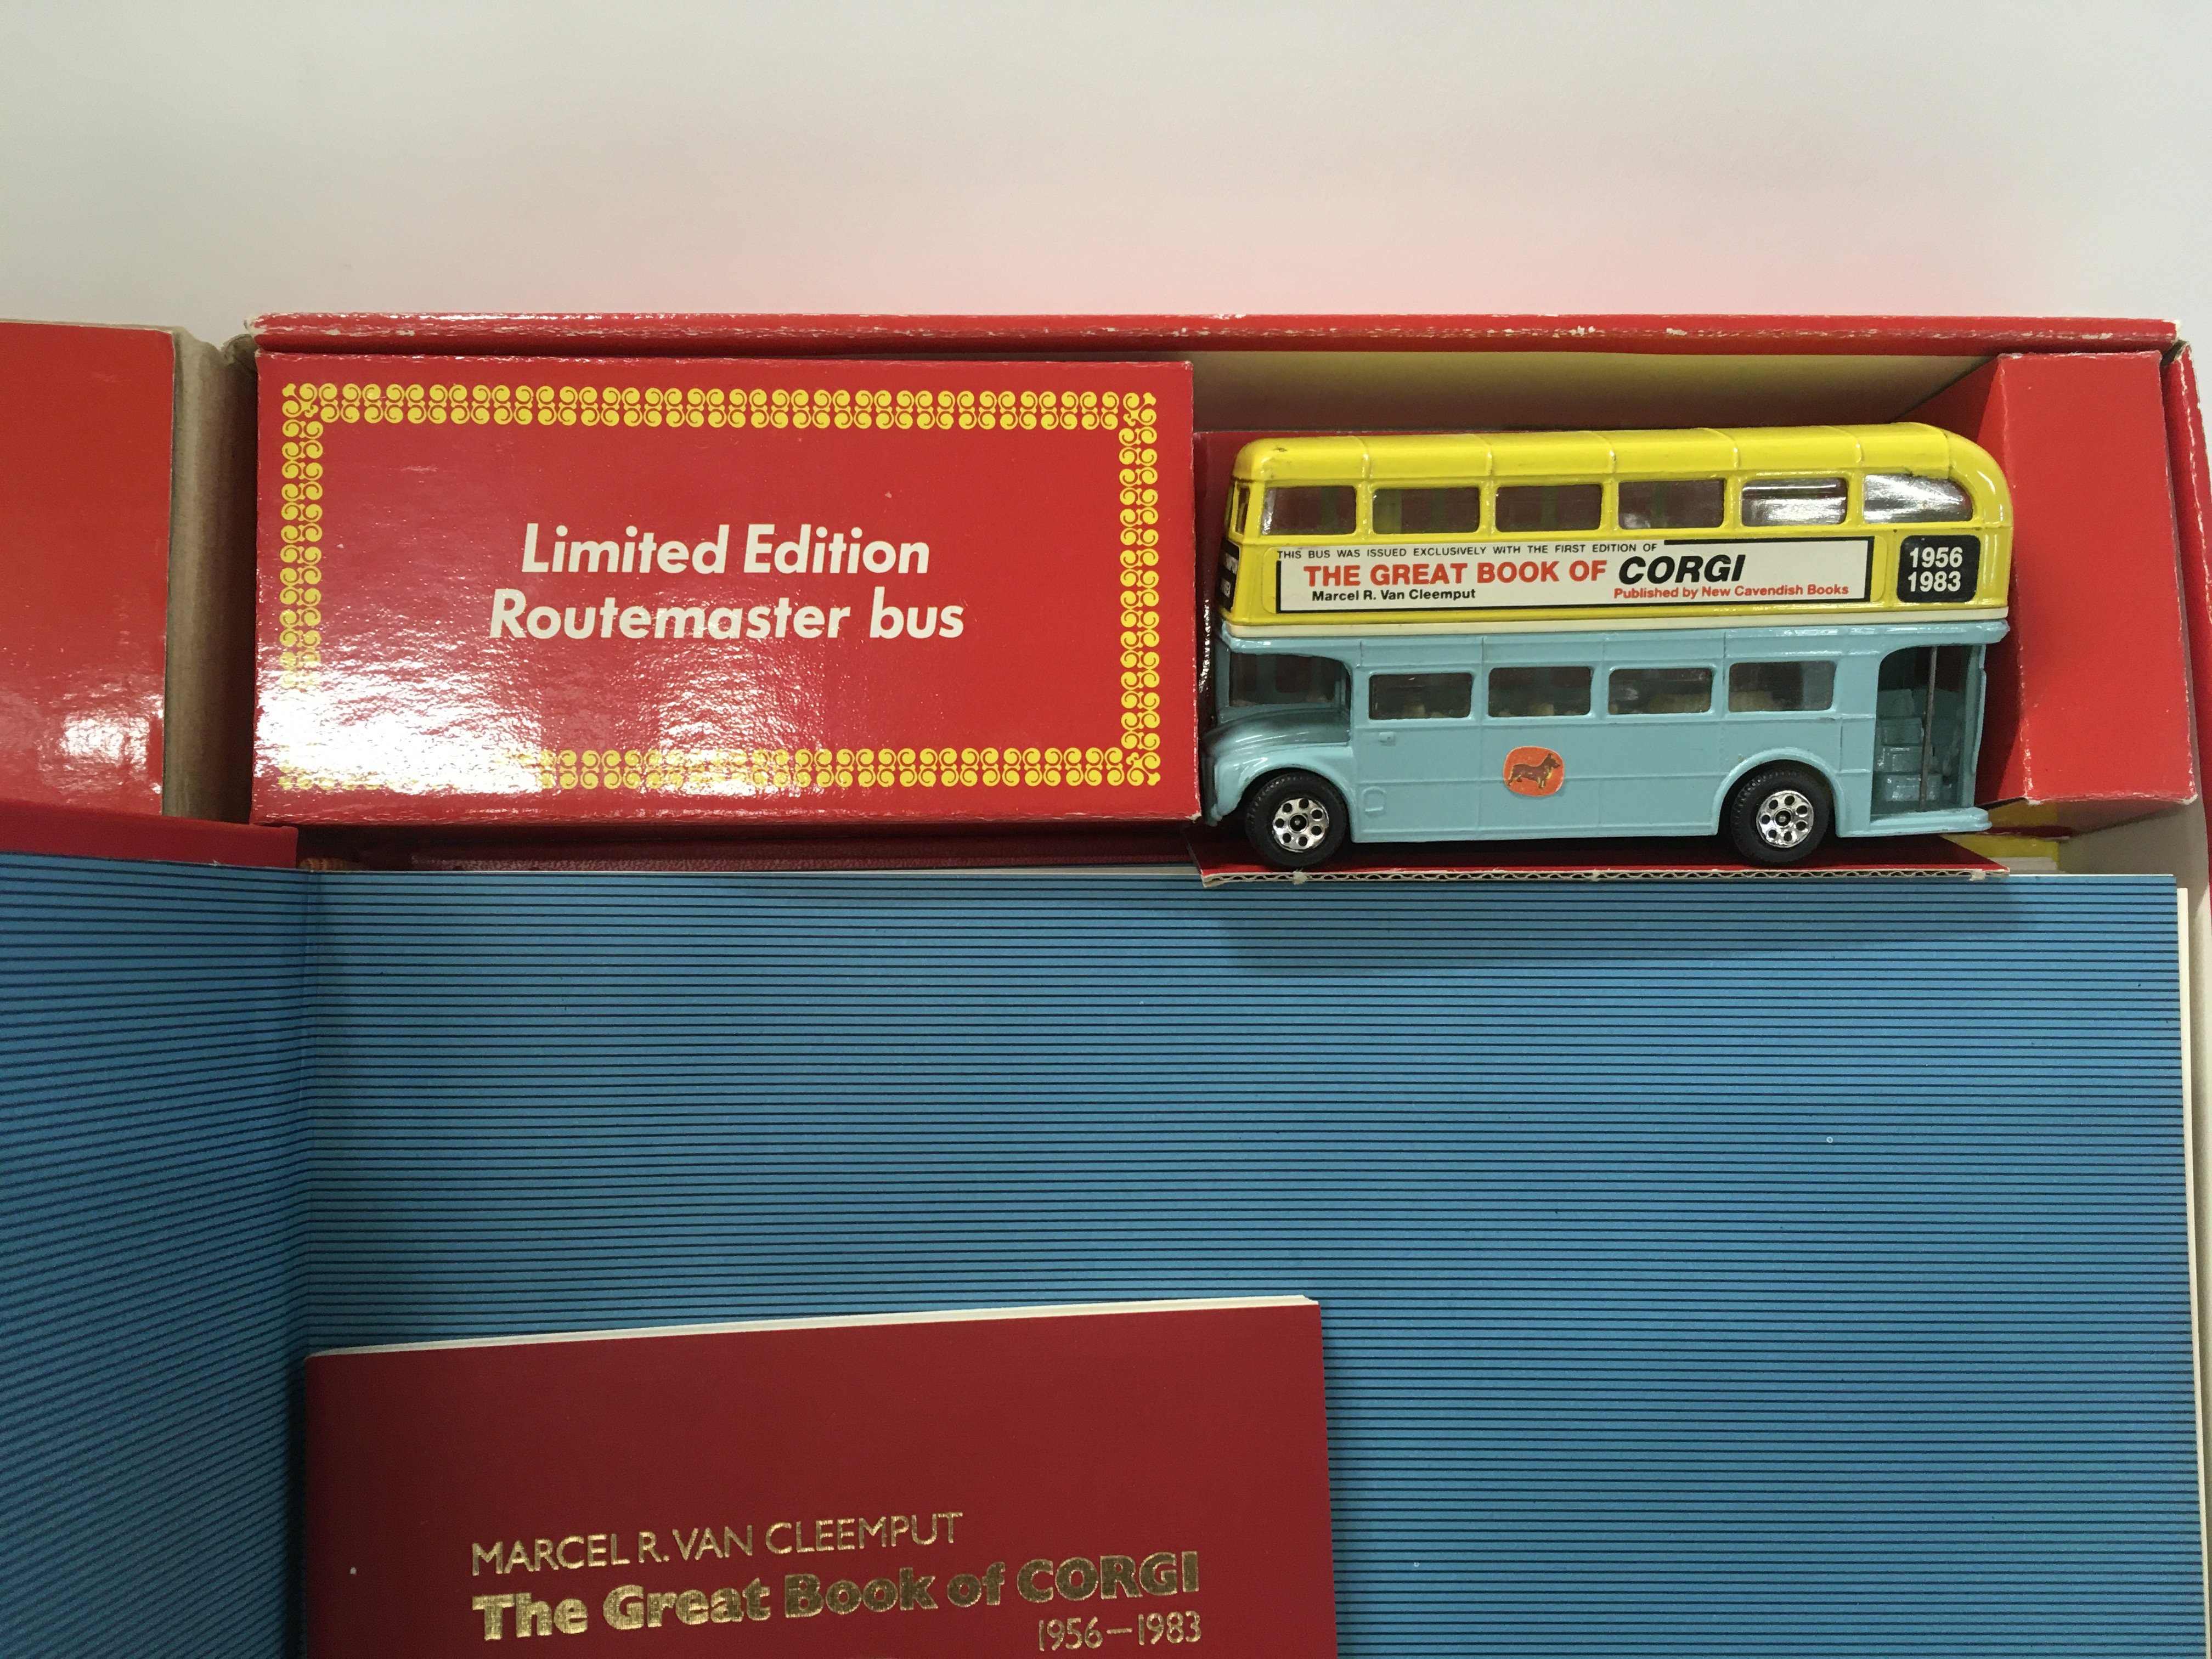 Limited Edition
Routemaster bus
THIS BUS WAS ISSUED EXCLUSIVELY WITH THE FIRST EDITION OF
THE GREAT BOOK OF CORGI
Marcel R. Van Cleemput Published by New Cavendish Books
1956
1983
MARCEL R. VAN CLEEMPUT
The Great Book of CORGI
1956–1983